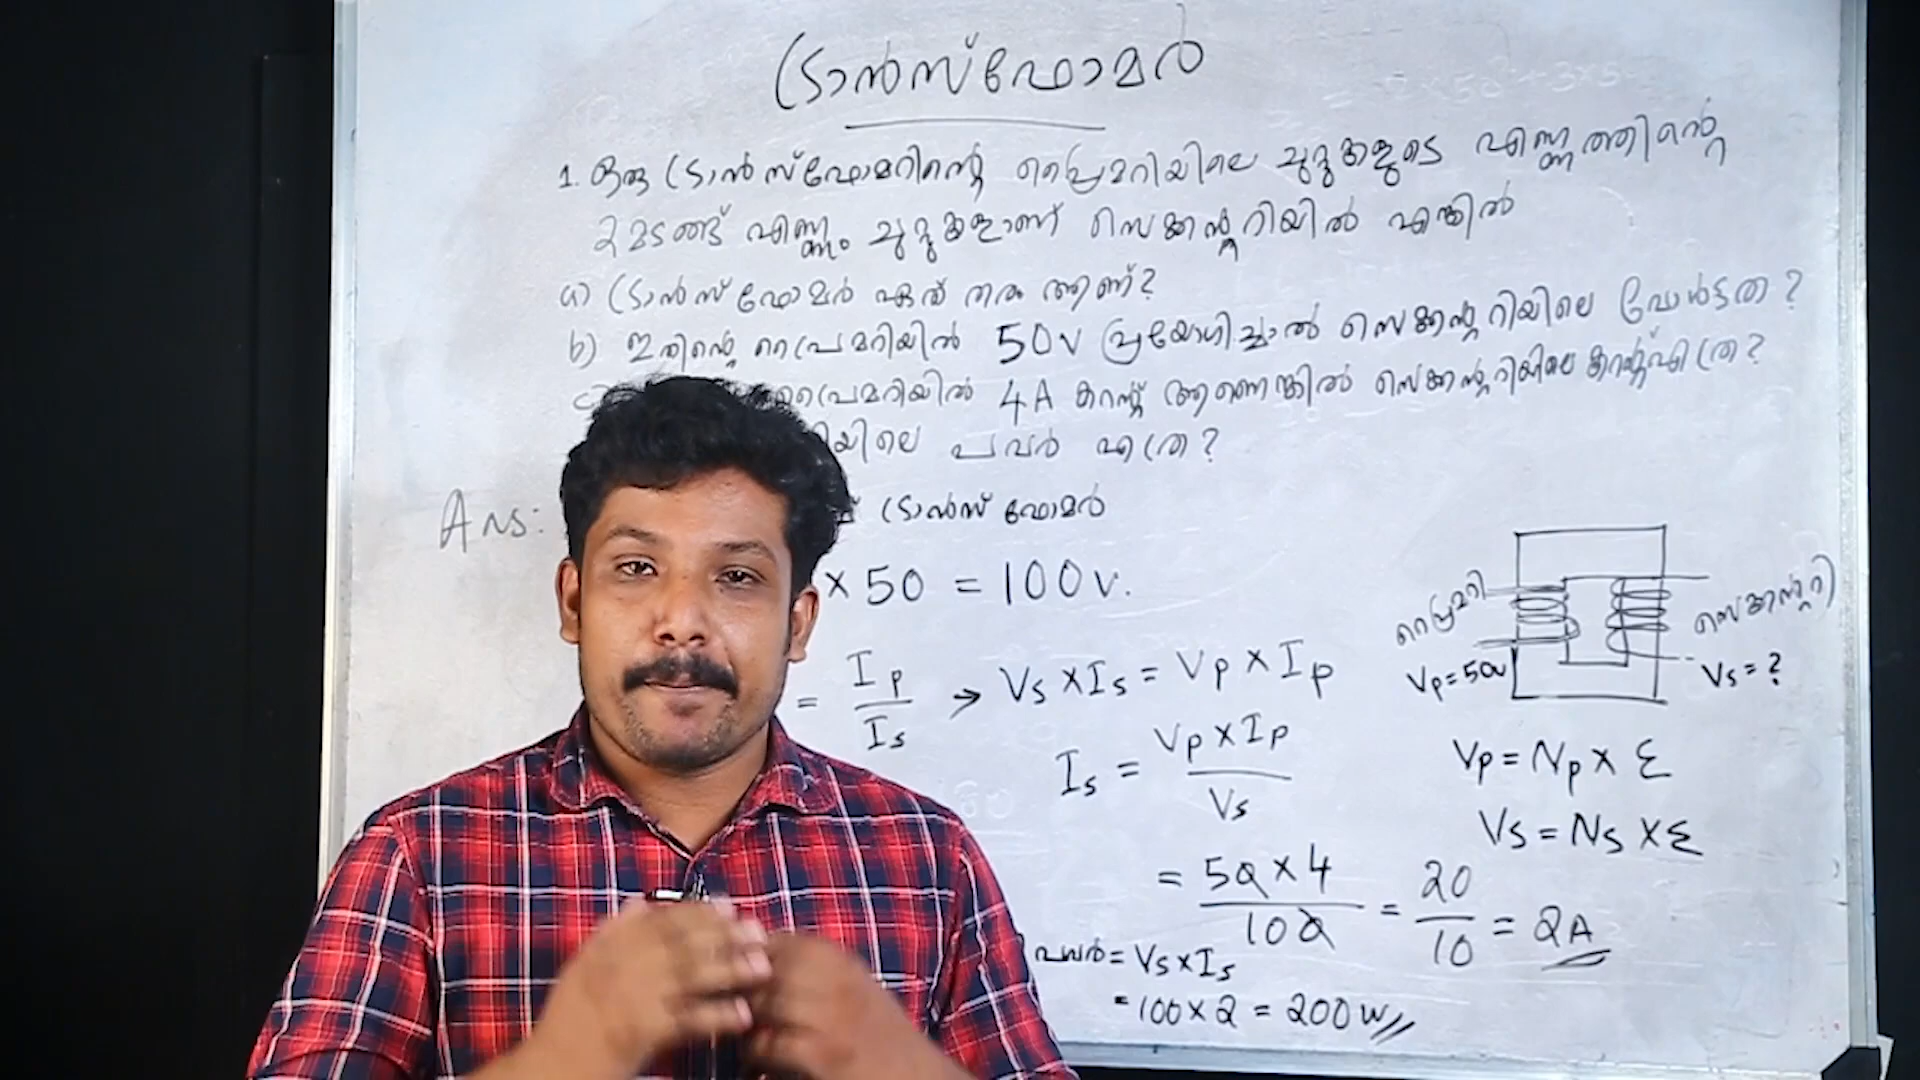 ട്രാൻസ്ഫോമർ
1. ഒരു ട്രാൻസ്ഫോമറിന്റെ പ്രൈമറിയിലെ ചുറ്റുകളുടെ എണ്ണത്തിന്റെ
2 മടങ്ങ് എണ്ണം ചുറ്റുകളാണ് സെക്കന്ററിയിൽ എങ്കിൽ
a) ട്രാൻസ്ഫോമർ ഏത് തരം ആണ്?
b) ഇതിന്റെ പ്രൈമറിയിൽ 50V പ്രയോഗിച്ചാൽ സെക്കന്ററിയിലെ വോൾട്ടത?
പ്രൈമറിയിൽ 4A കറന്റ് ആണെങ്കിൽ സെക്കന്ററിയിലെ കറന്റ് എത്ര?
യിലെ പവർ എത്ര?
Ans: ട്രാൻസ്ഫോമർ
× 50 = 100V.
= Ip / Is → Vs × Is = Vp × Ip
Is = Vp × Ip / Vs
= 50 × 4 / 100 = 20 / 10 = 2A
പവർ = Vs × Is
= 100 × 2 = 200 W //
പ്രൈമറി
സെക്കന്ററി
Vp = 50V
Vs = ?
Vp = Np × Ɛ
Vs = Ns × Ɛ